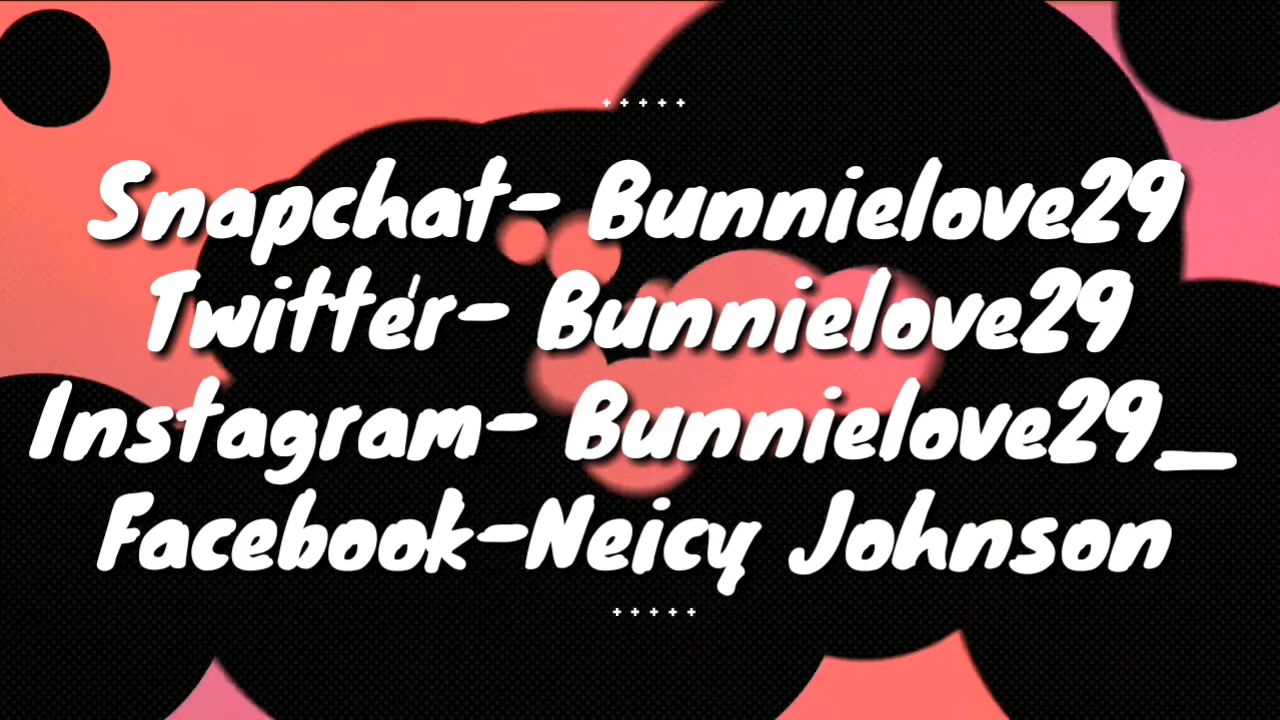 + + + + +
Snapchat- Bunnielove29
Twitter- Bunnielove29
Instagram- Bunnielove29_
Facebook-Neicy Johnson
+ + + + +